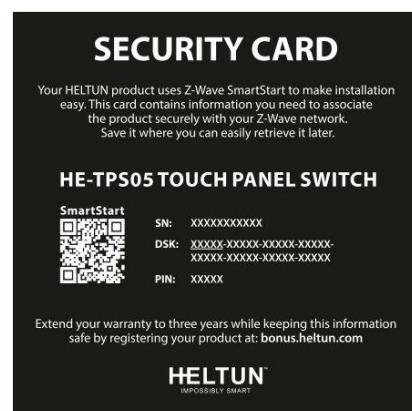 SECURITY CARD
Your HELTUN product uses Z-Wave SmartStart to make installation
easy. This card contains information you need to associate
the product securely with your Z-Wave network.
Save it where you can easily retrieve it later.
HE-TPS05 TOUCH PANEL SWITCH
SmartStart
SN: XXXXXXXXXXX
DSK: XXXXX-XXXXX-XXXXX-XXXXX-
XXXXX-XXXXX-XXXXX-XXXXX
PIN: XXXXX
Extend your warranty to three years while keeping this information
safe by registering your product at: bonus.heltun.com
HELTUN™
IMPOSSIBLY SMART